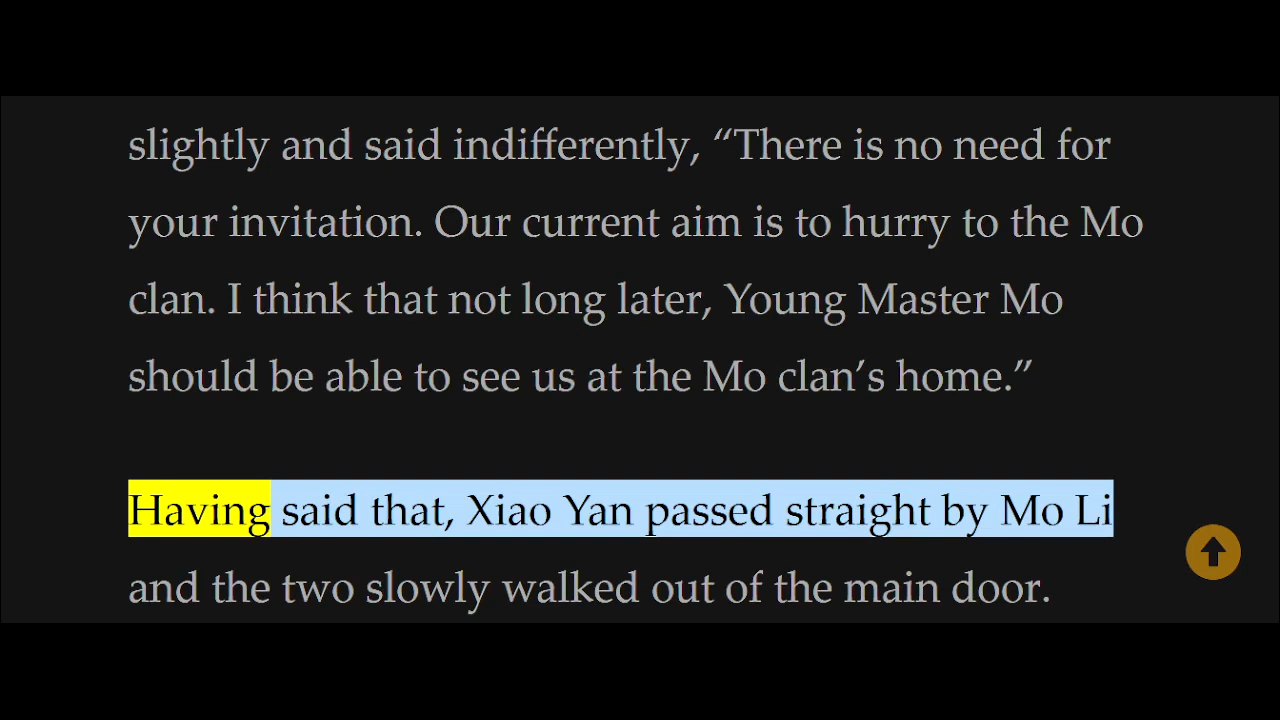 slightly and said indifferently, “There is no need for
your invitation. Our current aim is to hurry to the Mo
clan. I think that not long later, Young Master Mo
should be able to see us at the Mo clan’s home.”
Having said that, Xiao Yan passed straight by Mo Li
and the two slowly walked out of the main door.